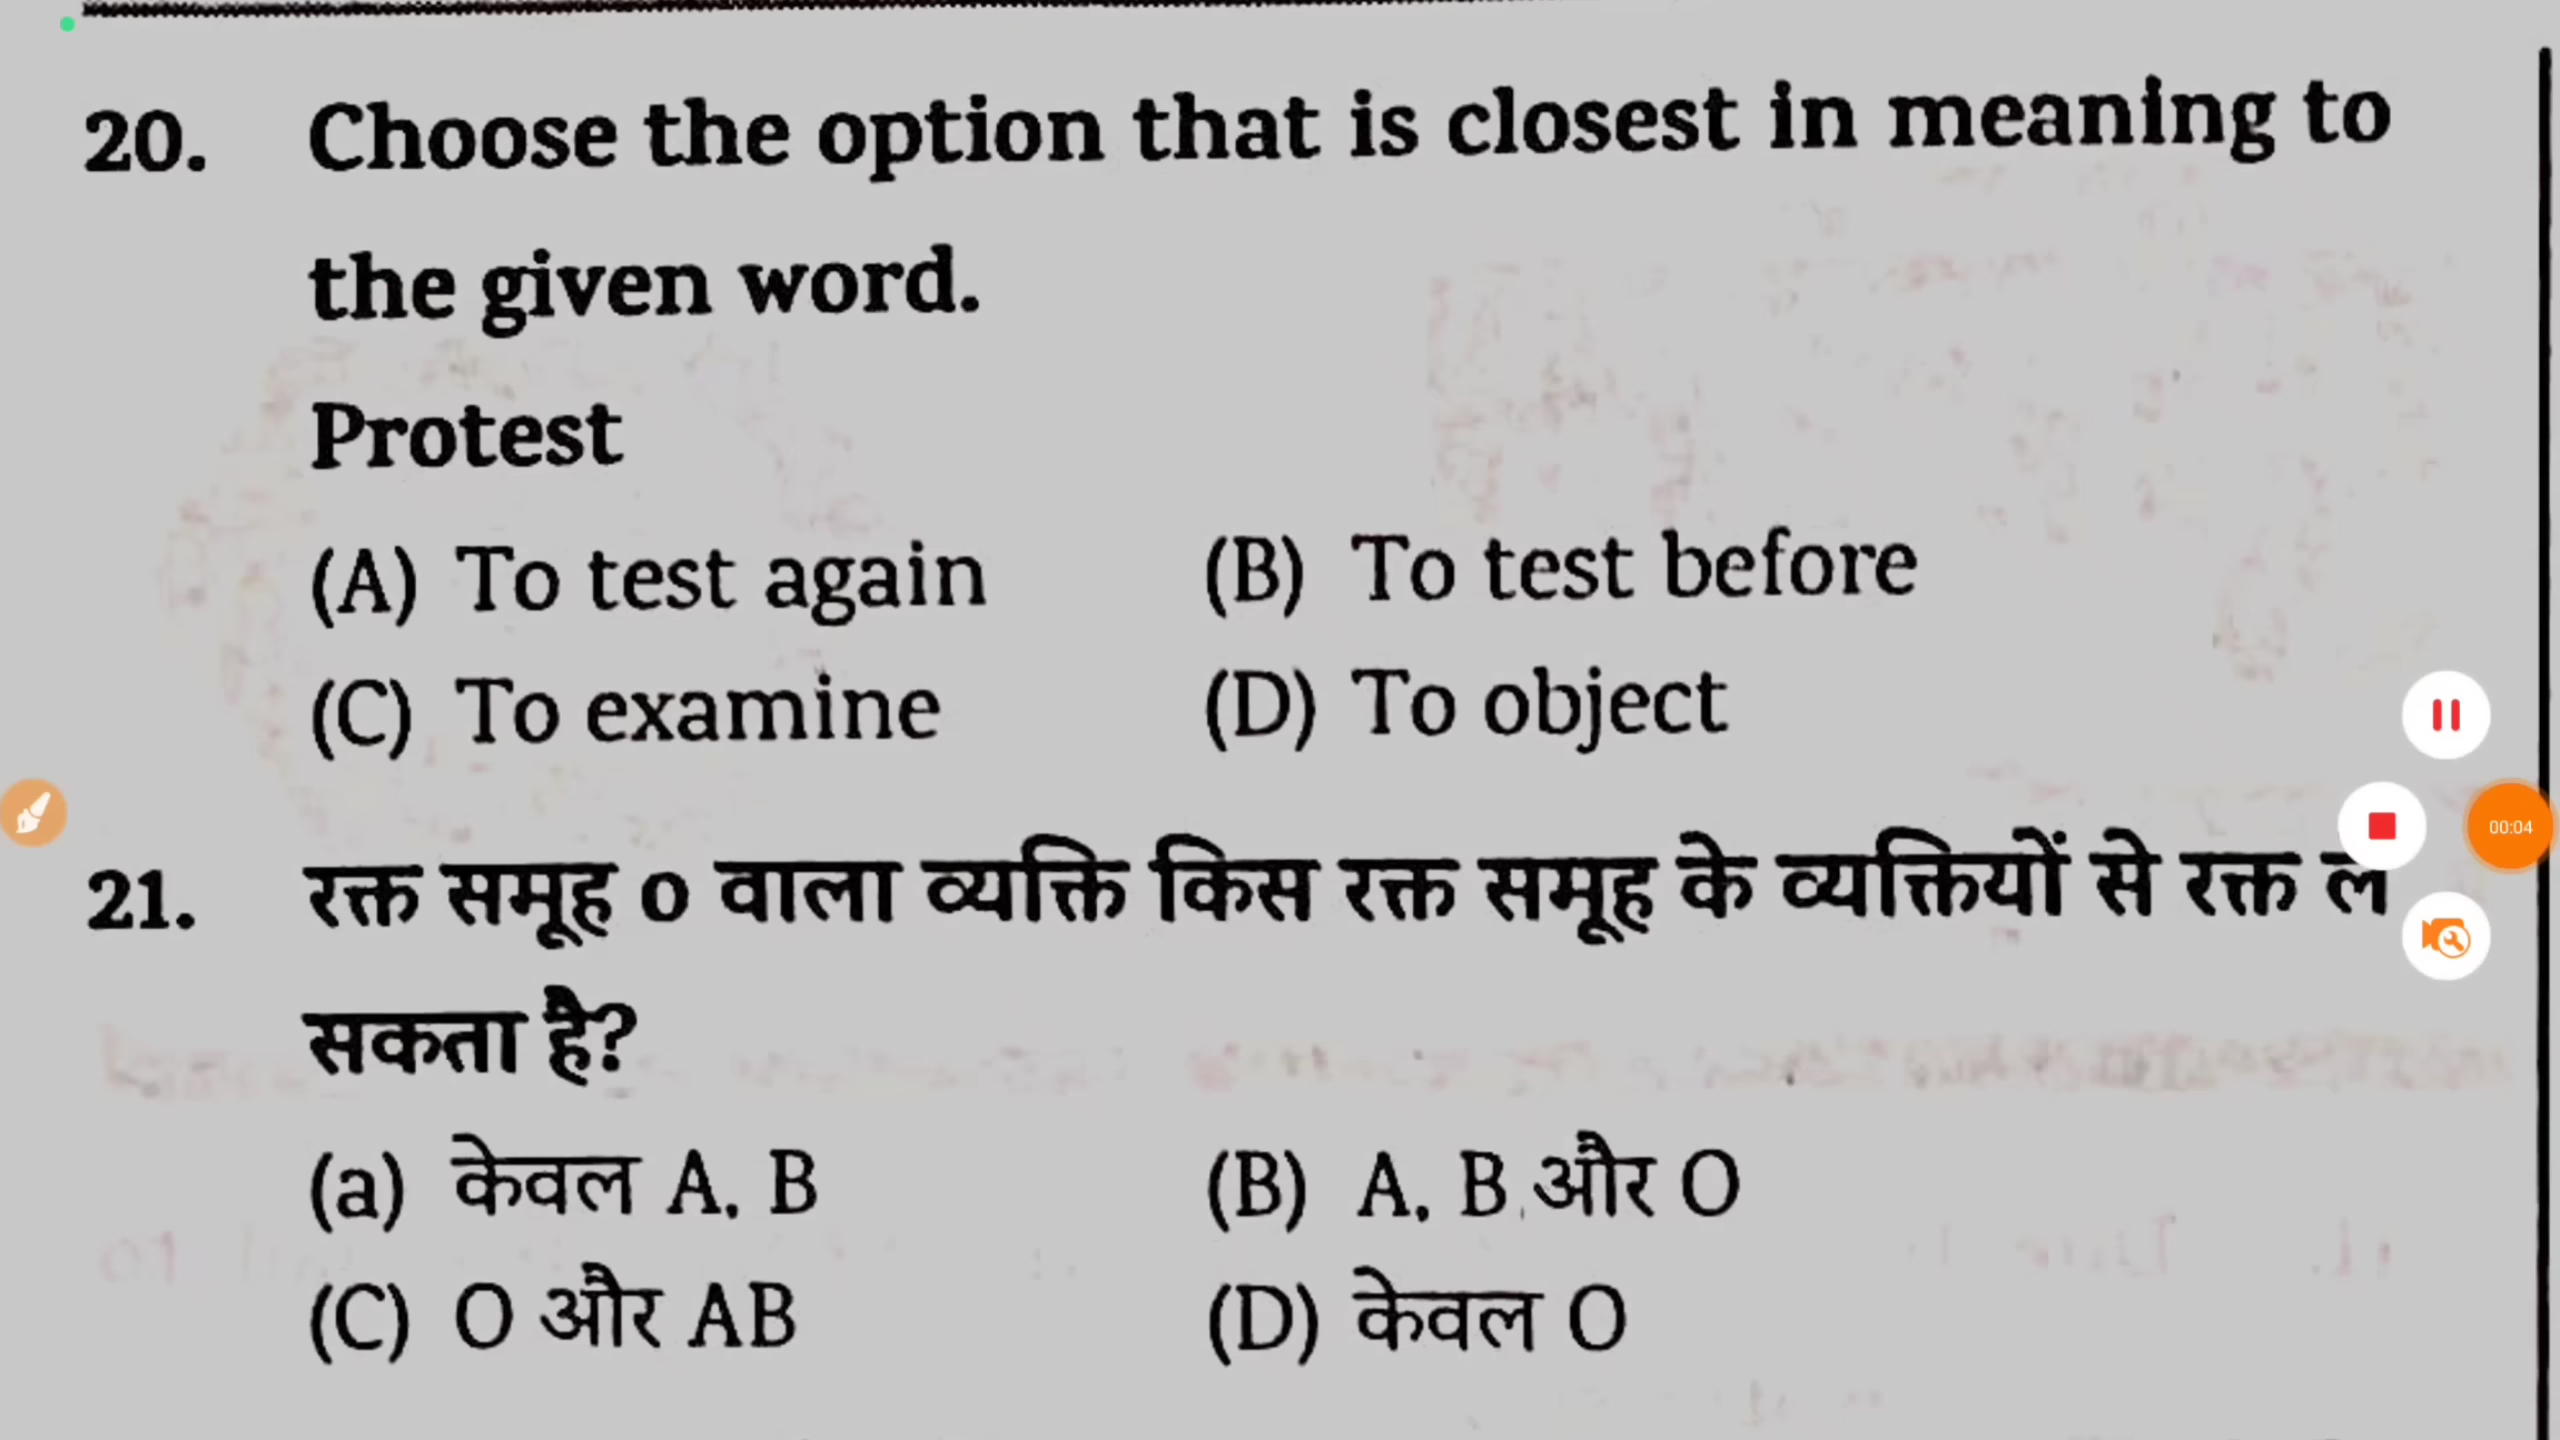 20. Choose the option that is closest in meaning to
the given word.
Protest
(A) To test again (B) To test before
(C) To examine (D) To object
00:04
21. रक्त समूह o वाला व्यक्ति किस रक्त समूह के व्यक्तियों से रक्त
सकता है?
(a) केवल A, B (B) A, B और O
(C) O और AB (D) केवल O